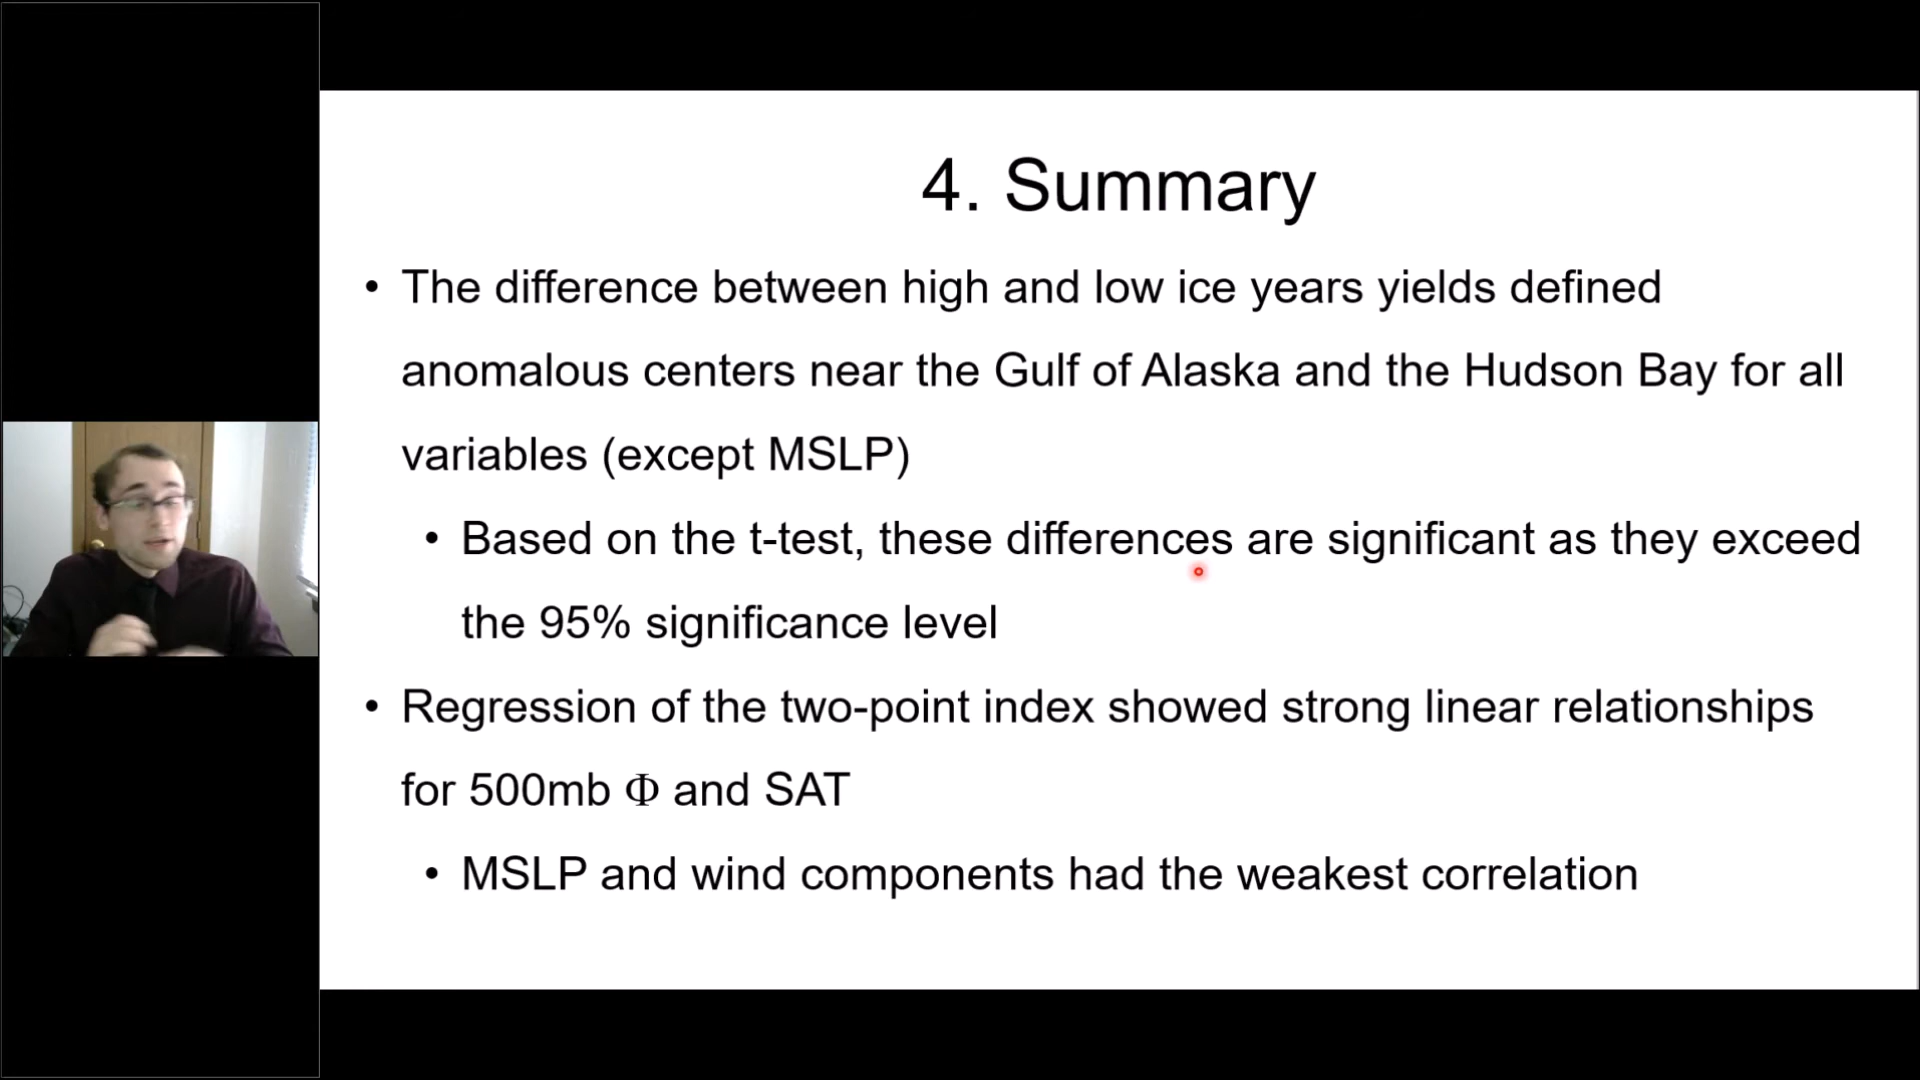 4. Summary
• The difference between high and low ice years yields defined
anomalous centers near the Gulf of Alaska and the Hudson Bay for all
variables (except MSLP)
• Based on the t-test, these differences are significant as they exceed
the 95% significance level
• Regression of the two-point index showed strong linear relationships
for 500mb Φ and SAT
• MSLP and wind components had the weakest correlation